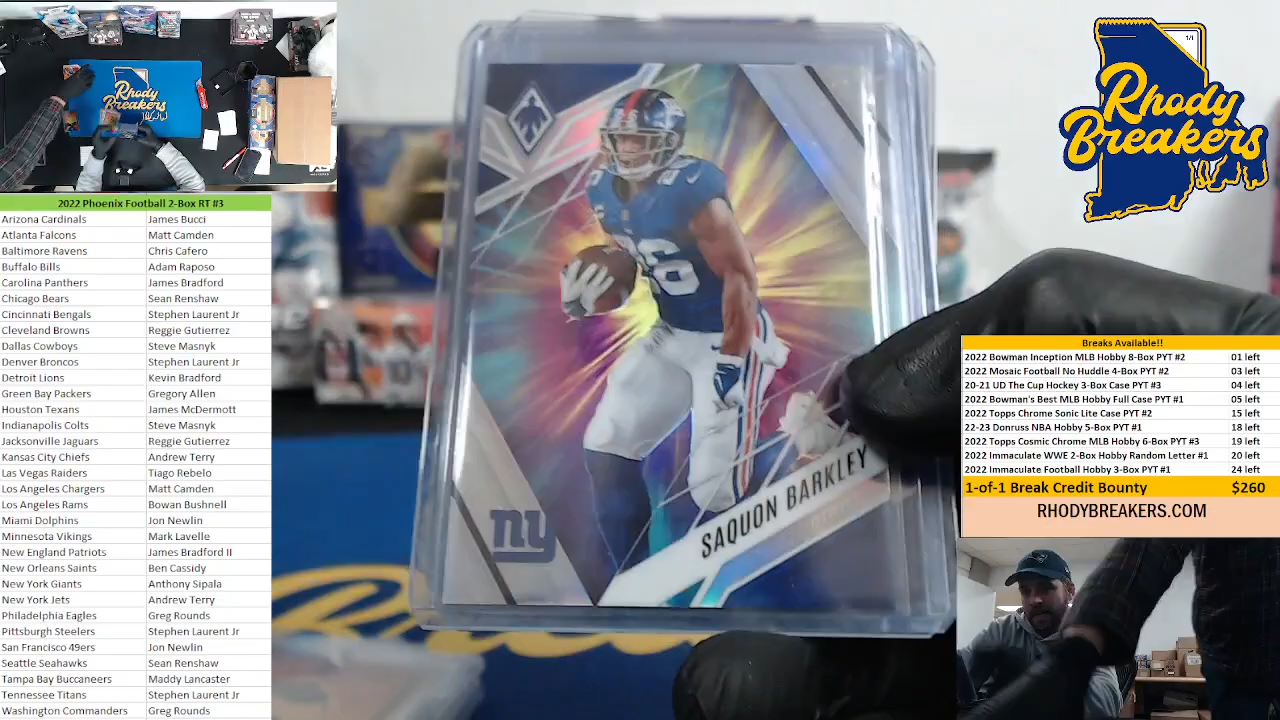 Rhody
Breakers
2022 Phoenix Football 2-Box RT #3
Arizona Cardinals James Bucci
Atlanta Falcons Matt Camden
Baltimore Ravens Chris Cafero
Buffalo Bills Adam Raposo
Carolina Panthers James Bradford
Chicago Bears Sean Renshaw
Cincinnati Bengals Stephen Laurent Jr
Cleveland Browns Reggie Gutierrez
Dallas Cowboys Steve Masnyk
Denver Broncos Stephen Laurent Jr
Detroit Lions Kevin Bradford
Green Bay Packers Gregory Allen
Houston Texans James McDermott
Indianapolis Colts Steve Masnyk
Jacksonville Jaguars Reggie Gutierrez
Kansas City Chiefs Andrew Terry
Las Vegas Raiders Tiago Rebelo
Los Angeles Chargers Matt Camden
Los Angeles Rams Bowan Bushnell
Miami Dolphins Jon Newlin
Minnesota Vikings Mark Lavelle
New England Patriots James Bradford II
New Orleans Saints Ben Cassidy
New York Giants Anthony Sipala
New York Jets Andrew Terry
Philadelphia Eagles Greg Rounds
Pittsburgh Steelers Stephen Laurent Jr
San Francisco 49ers Jon Newlin
Seattle Seahawks Sean Renshaw
Tampa Bay Buccaneers Maddy Lancaster
Tennessee Titans Stephen Laurent Jr
Washington Commanders Greg Rounds
26
ny
SAQUON BARKLEY
1/1
Rhody
Breakers
Breaks Available!!
2022 Bowman Inception MLB Hobby 8-Box PYT #2 01 left
2022 Mosaic Football No Huddle 4-Box PYT #2 03 left
20-21 UD The Cup Hockey 3-Box Case PYT #3 04 left
2022 Bowman's Best MLB Hobby Full Case PYT #1 05 left
2022 Topps Chrome Sonic Lite Case PYT #2 15 left
22-23 Donruss NBA Hobby 5-Box PYT #1 18 left
2022 Topps Cosmic Chrome MLB Hobby 6-Box PYT #3 19 left
2022 Immaculate WWE 2-Box Hobby Random Letter #1 20 left
2022 Immaculate Football Hobby 3-Box PYT #1 24 left
1-of-1 Break Credit Bounty $260
RHODYBREAKERS.COM